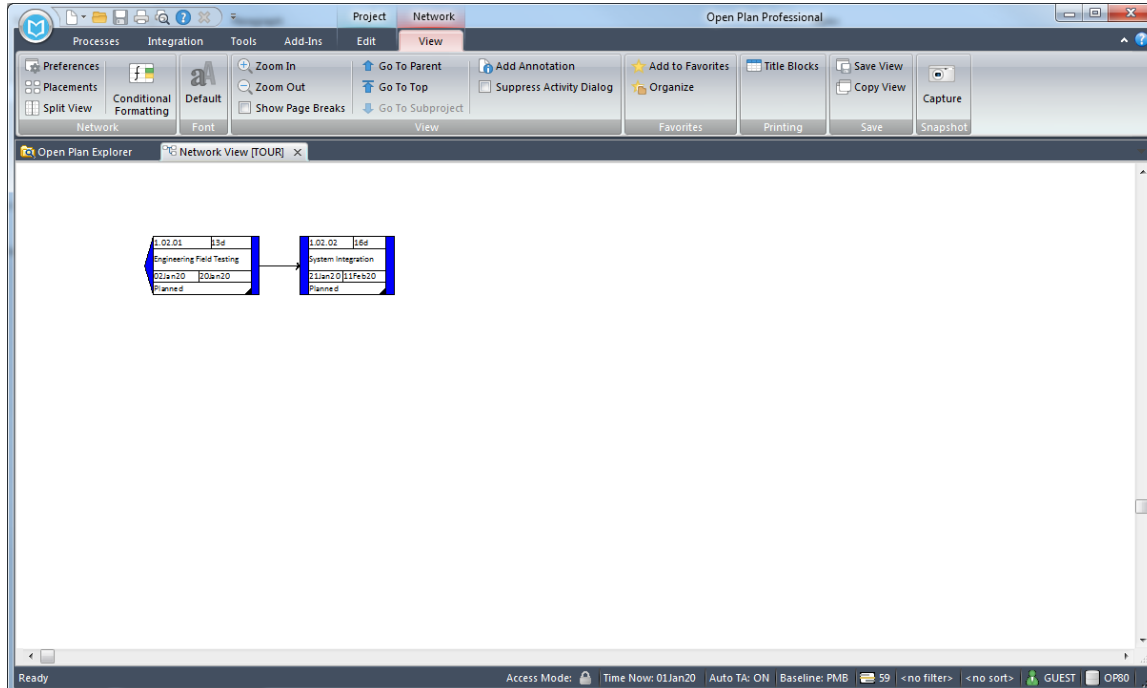 Project Network Open Plan Professional
Processes Integration Tools Add-Ins Edit View
Preferences
Placements
Split View
Conditional
Formatting
Network
Default
Font
Zoom In
Zoom Out
Show Page Breaks
Go To Parent
Go To Top
Go To Subproject
Add Annotation
Suppress Activity Dialog
View
Add to Favorites
Organize
Favorites
Title Blocks
Printing
Save View
Copy View
Save
Capture
Snapshot
Open Plan Explorer Network View [TOUR]
1.02.01 13d
Engineering Field Testing
02Jan20 20Jan20
Planned
1.02.02 16d
System Integration
21Jan20 11Feb20
Planned
Ready Access Mode: Time Now: 01Jan20 Auto TA: ON Baseline: PMB 59 <no filter> <no sort> GUEST OP80